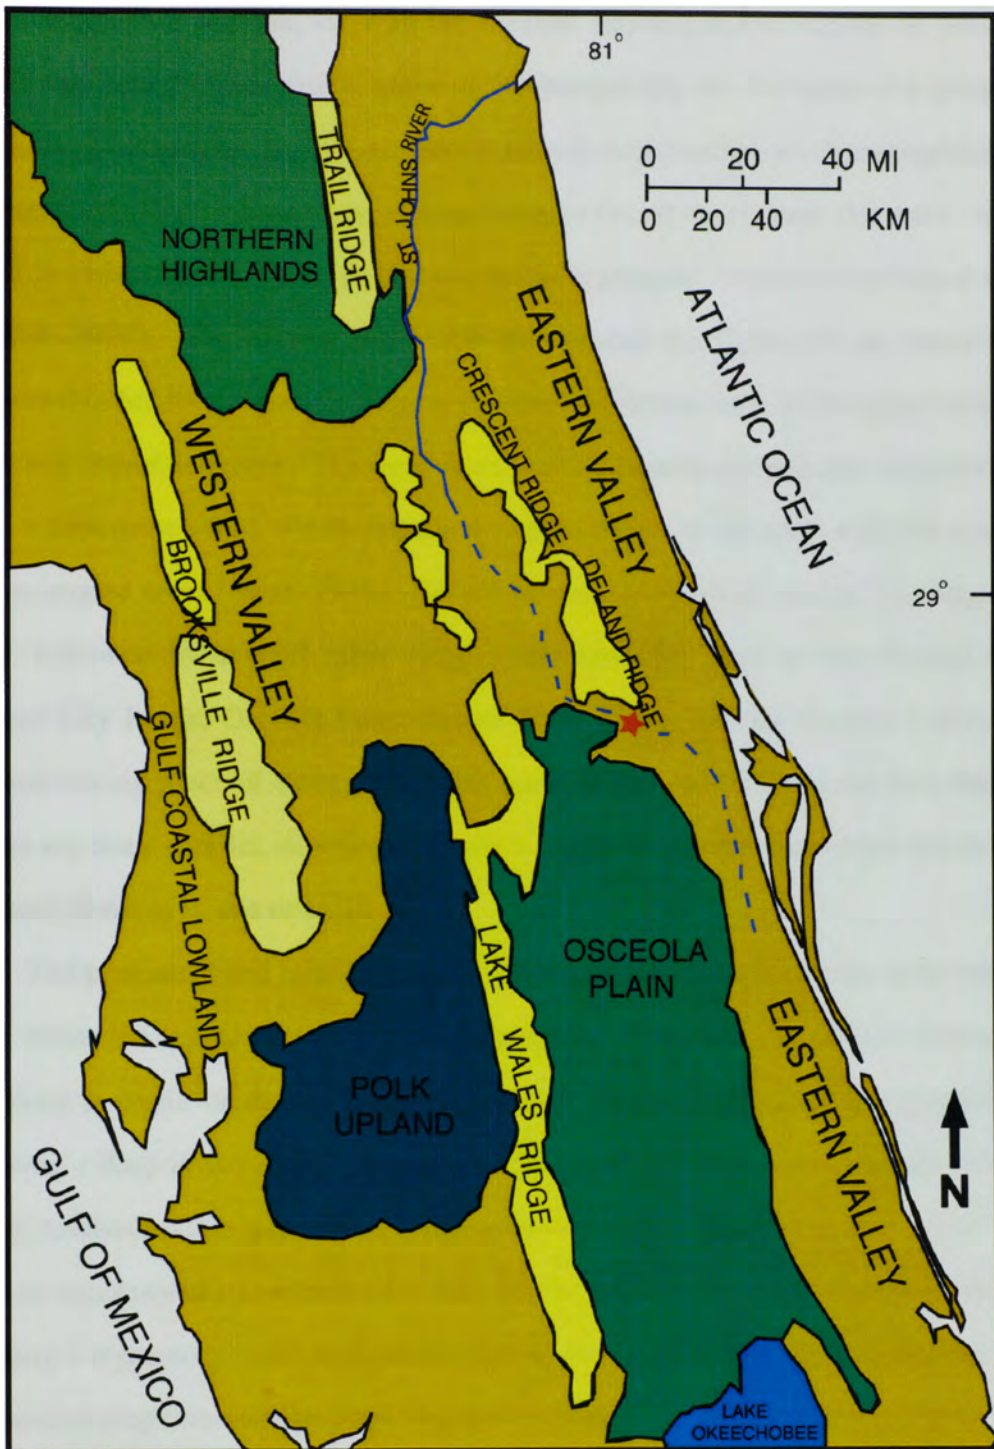 81°
ST. JOHNS RIVER
TRAIL RIDGE
0 20 40 MI
0 20 40 KM
NORTHERN
HIGHLANDS
EASTERN VALLEY
ATLANTIC OCEAN
CRESCENT RIDGE
WESTERN VALLEY
BROOKSVILLE RIDGE
DELAND RIDGE
29°
GULF COASTAL LOWLAND
OSCEOLA
PLAIN
LAKE WALES RIDGE
POLK
UPLAND
EASTERN VALLEY
N
GULF OF MEXICO
LAKE
OKEECHOBEE